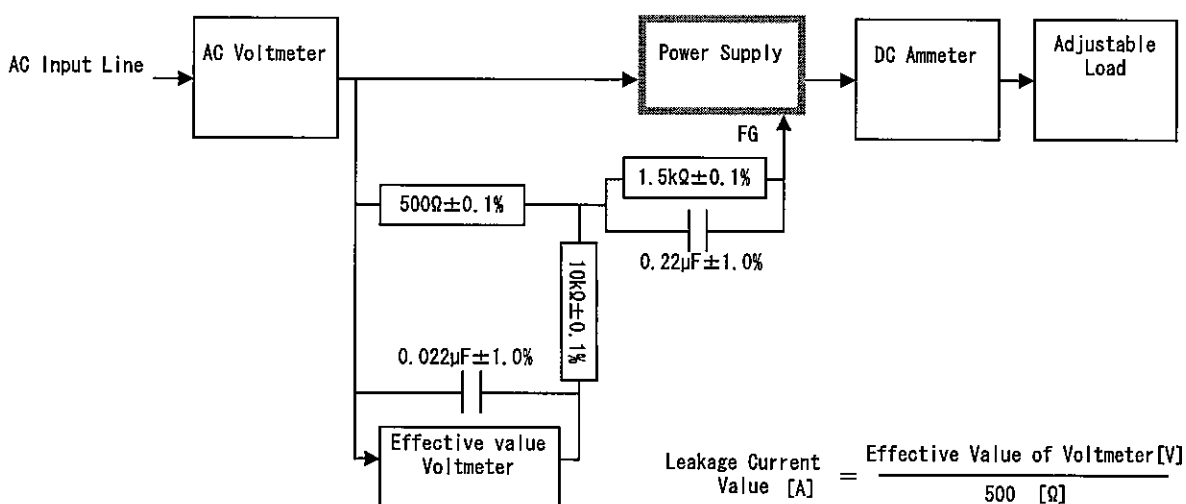 AC Input Line
AC Voltmeter
Power Supply
DC Ammeter
Adjustable
Load
FG
500Ω±0.1%
1.5kΩ±0.1%
0.22μF±1.0%
10kΩ±0.1%
0.022μF±1.0%
Effective value
Voltmeter
Leakage Current
Value [A]
=
Effective Value of Voltmeter[V]
500 [Ω]